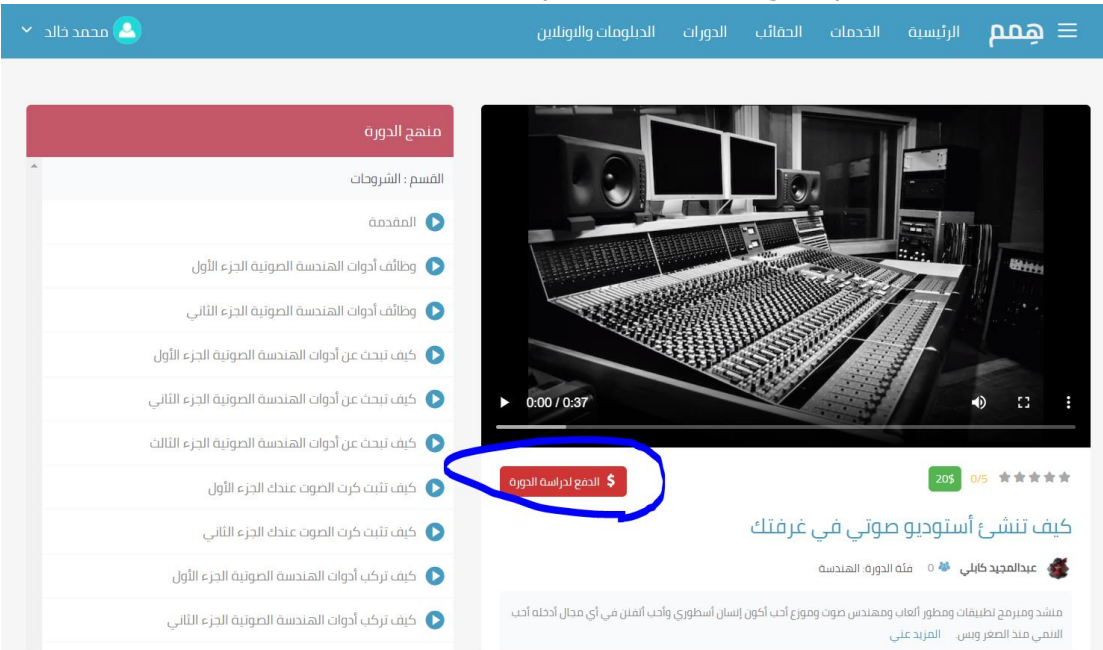 هِمم الرئيسية الخدمات الحقائب الدورات الدبلومات والاونلاين
محمد خالد
0:00 / 0:37
20$ 0/5
$ الدفع لدراسة الدورة
كيف تنشئ أستوديو صوتي في غرفتك
عبدالمجيد كابلي 0 فئة الدورة: الهندسة
منشد ومبرمج تطبيقات ومطور ألعاب ومهندس صوت وموزع أحب أكون إنسان أسطوري وأحب أتفنن في أي مجال أدخله أحب
الانمي منذ الصغر وبس. المزيد عني
منهج الدورة
القسم : الشروحات
المقدمة
وظائف أدوات الهندسة الصوتية الجزء الأول
وظائف أدوات الهندسة الصوتية الجزء الثاني
كيف تبحث عن أدوات الهندسة الصوتية الجزء الأول
كيف تبحث عن أدوات الهندسة الصوتية الجزء الثاني
كيف تبحث عن أدوات الهندسة الصوتية الجزء الثالث
كيف تثبت كرت الصوت عندك الجزء الأول
كيف تثبت كرت الصوت عندك الجزء الثاني
كيف تركب أدوات الهندسة الصوتية الجزء الأول
كيف تركب أدوات الهندسة الصوتية الجزء الثاني